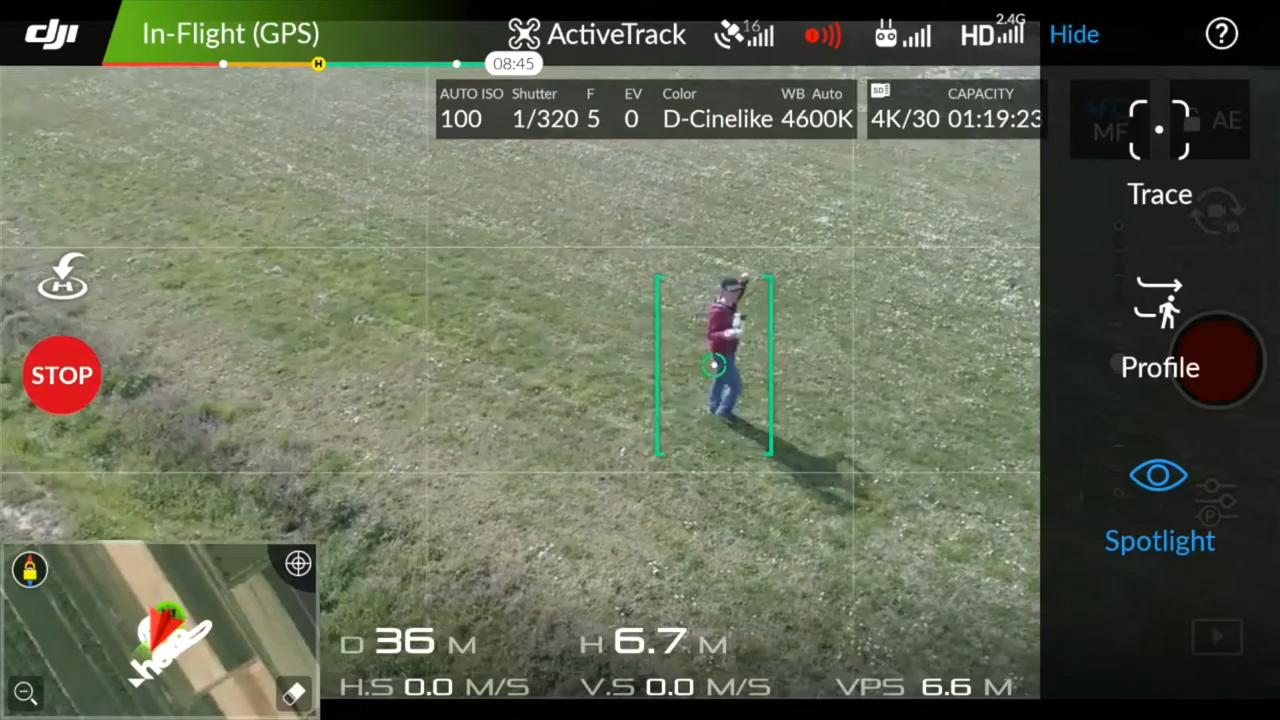 dji In-Flight (GPS) ActiveTrack 16 HD 2.4G Hide ?
H 08:45
AUTO ISO Shutter F EV Color WB Auto SD CAPACITY
100 1/320 5 0 D-Cinelike 4600K 4K/30 01:19:23
AFC
MF AE
Trace
H
Profile
STOP
Spotlight
P
D 36 M H 6.7 M
H.S 0.0 M/S V.S 0.0 M/S VPS 6.6 M